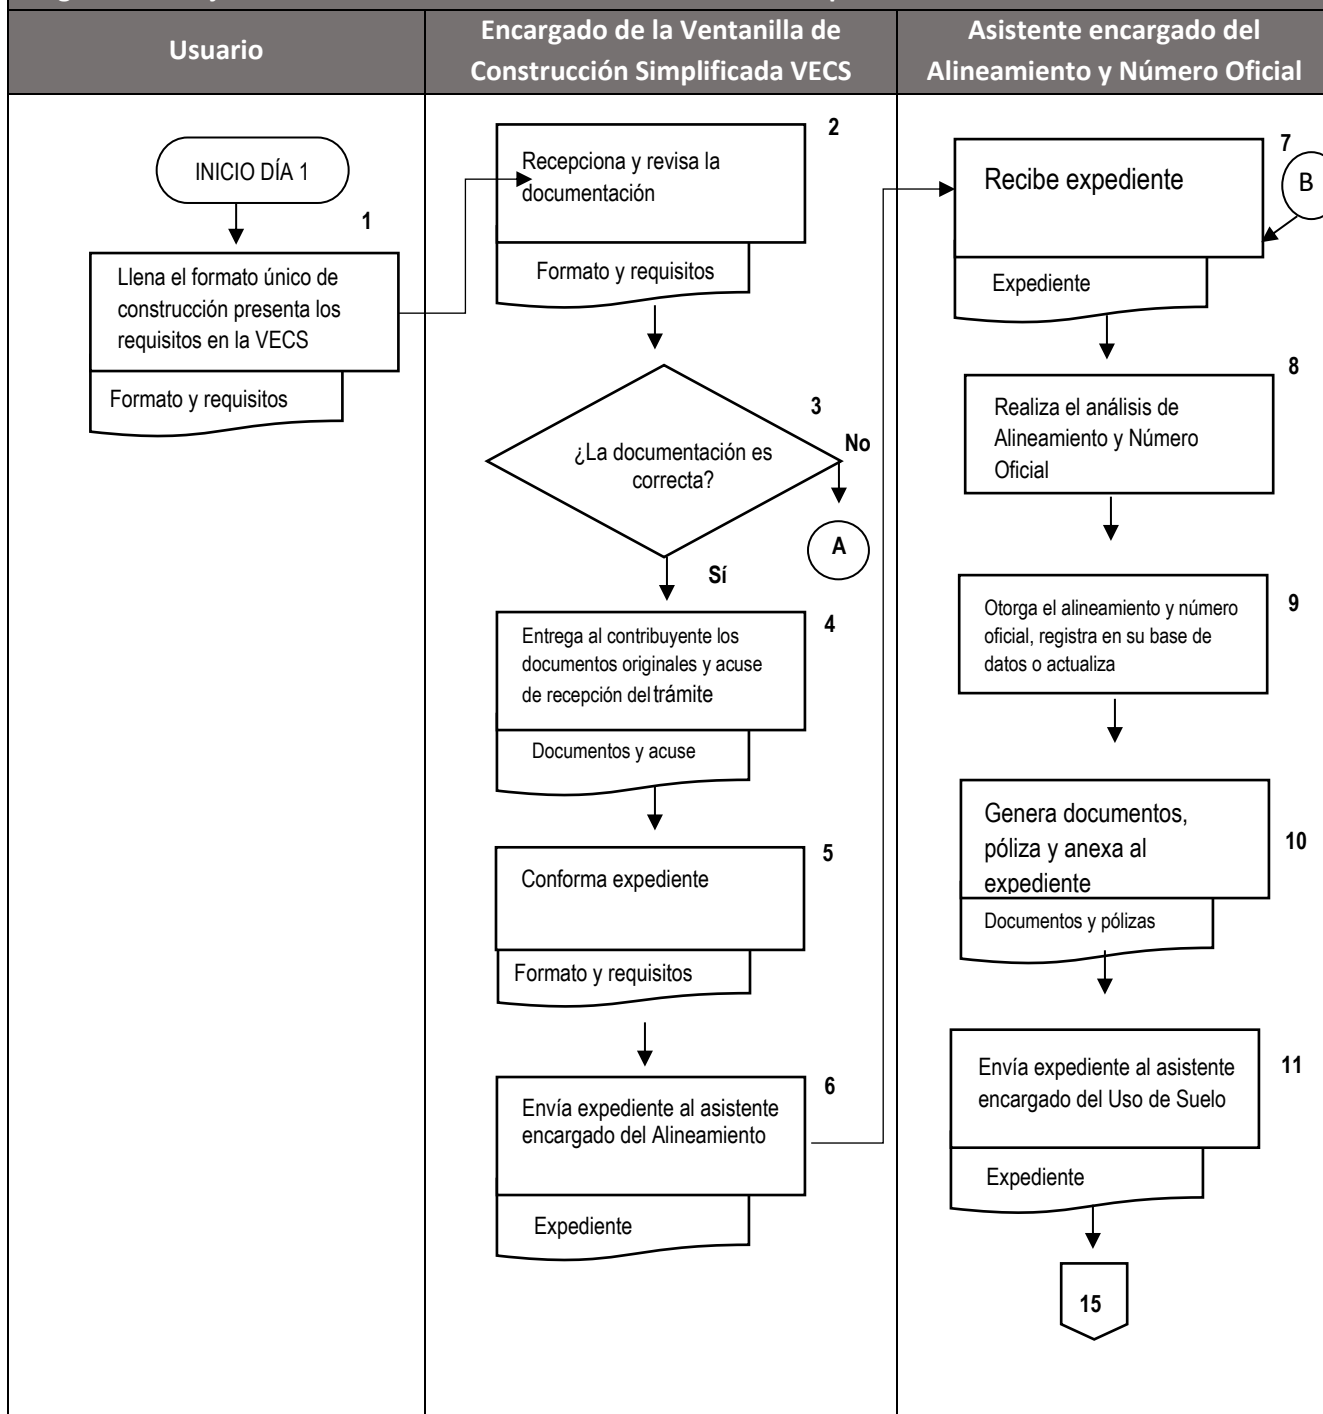 Usuario
Encargado de la Ventanilla de
Construcción Simplificada VECS
Asistente encargado del
Alineamiento y Número Oficial
INICIO DÍA 1
1
Llena el formato único de
construcción presenta los
requisitos en la VECS
Formato y requisitos
2
Recepciona y revisa la
documentación
Formato y requisitos
3
¿La documentación es
correcta?
No
A
Sí
4
Entrega al contribuyente los
documentos originales y acuse
de recepción del trámite
Documentos y acuse
5
Conforma expediente
Formato y requisitos
6
Envía expediente al asistente
encargado del Alineamiento
Expediente
7
B
Recibe expediente
Expediente
8
Realiza el análisis de
Alineamiento y Número
Oficial
9
Otorga el alineamiento y número
oficial, registra en su base de
datos o actualiza
10
Genera documentos,
póliza y anexa al
expediente
Documentos y pólizas
11
Envía expediente al asistente
encargado del Uso de Suelo
Expediente
15